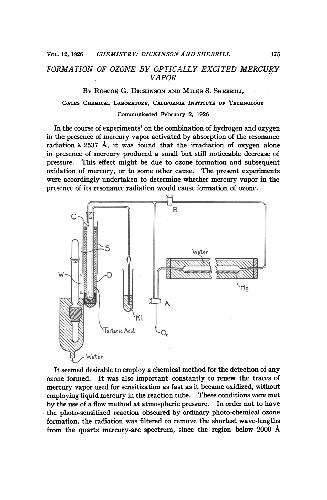 VOL. 12, 1926 CHEMISTRY: DICKINSON AND SHERRILL 175
FORMATION OF OZONE BY OPTICALLY EXCITED MERCURY
VAPOR
BY ROSCOE G. DICKINSON AND MILES S. SHERRILL
GATES CHEMICAL LABORATORY, CALIFORNIA INSTITUTE OF TECHNOLOGY
Communicated February 2, 1926
In the course of experiments¹ on the combination of hydrogen and oxygen
in the presence of mercury vapor activated by absorption of the resonance
radiation λ 2537 Å, it was found that the irradiation of oxygen alone
in presence of mercury produced a small but still noticeable decrease of
pressure. This effect might be due to ozone formation and subsequent
oxidation of mercury, or to some other cause. The present experiments
were accordingly undertaken to determine whether mercury vapor in the
presence of its resonance radiation would cause formation of ozone.
B
C
S
Water
W
D
Hg
A
KI
Tartaric Acid
O₂
Water
It seemed desirable to employ a chemical method for the detection of any
ozone formed. It was also important constantly to renew the traces of
mercury vapor used for sensitization as fast as it became oxidized, without
employing liquid mercury in the reaction tube. These conditions were met
by the use of a flow method at atmospheric pressure. In order not to have
the photo-sensitized reaction obscured by ordinary photo-chemical ozone
formation, the radiation was filtered to remove the shortest wave-lengths
from the quartz mercury-arc spectrum, since the region below 2000 Å